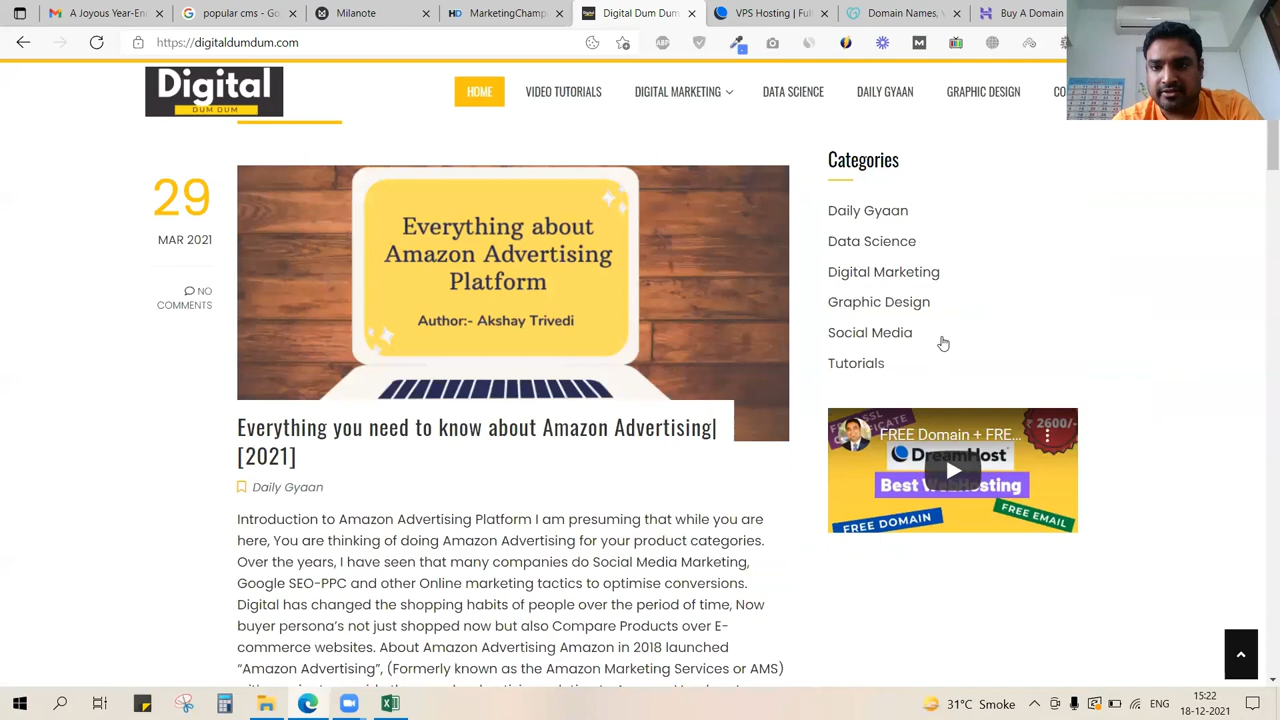 A Joyous Year-End
popular cms - Go
Milanote
MarketingChamp
Digital Dum Dum
VPS Hosting | Full
Domain Names, W
Buy A Domain
https://digitaldumdum.com
Digital
DUM DUM
HOME
VIDEO TUTORIALS
DIGITAL MARKETING
DATA SCIENCE
DAILY GYAAN
GRAPHIC DESIGN
CO
29
MAR 2021
NO
COMMENTS
Everything about
Amazon Advertising
Platform
Author:- Akshay Trivedi
Everything you need to know about Amazon Advertising|
[2021]
Daily Gyaan
Introduction to Amazon Advertising Platform I am presuming that while you are
here, You are thinking of doing Amazon Advertising for your product categories.
Over the years, I have seen that many companies do Social Media Marketing,
Google SEO-PPC and other Online marketing tactics to optimise conversions.
Digital has changed the shopping habits of people over the period of time, Now
buyer persona's not just shopped now but also Compare Products over E-
commerce websites. About Amazon Advertising Amazon in 2018 launched
"Amazon Advertising", (Formerly known as the Amazon Marketing Services or AMS)
Categories
Daily Gyaan
Data Science
Digital Marketing
Graphic Design
Social Media
Tutorials
SSL
CERTIFICATE
2600/-
FREE Domain + FRE...
DreamHost
Best WebHosting
FREE DOMAIN
FREE EMAIL
31°C Smoke
ENG
15:22
18-12-2021